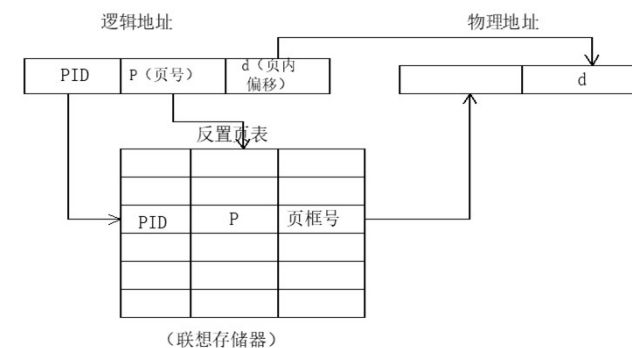 逻辑地址
物理地址
PID
P（页号）
d（页内
偏移）
d
反置页表
PID
P
页框号
（联想存储器）